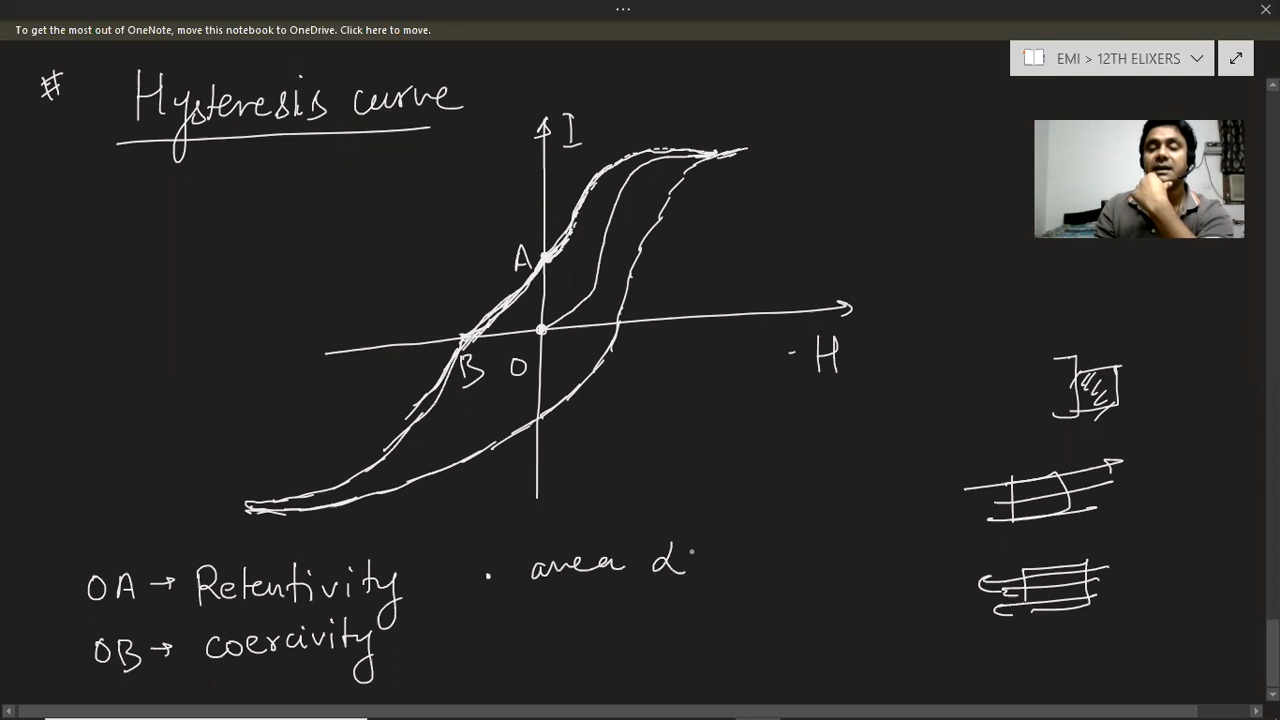 To get the most out of OneNote, move this notebook to OneDrive. Click here to move.
EMI > 12TH ELIXERS
# Hysteresis curve
I
A
B
O
H
OA → Retentivity
. area α
OB → coercivity